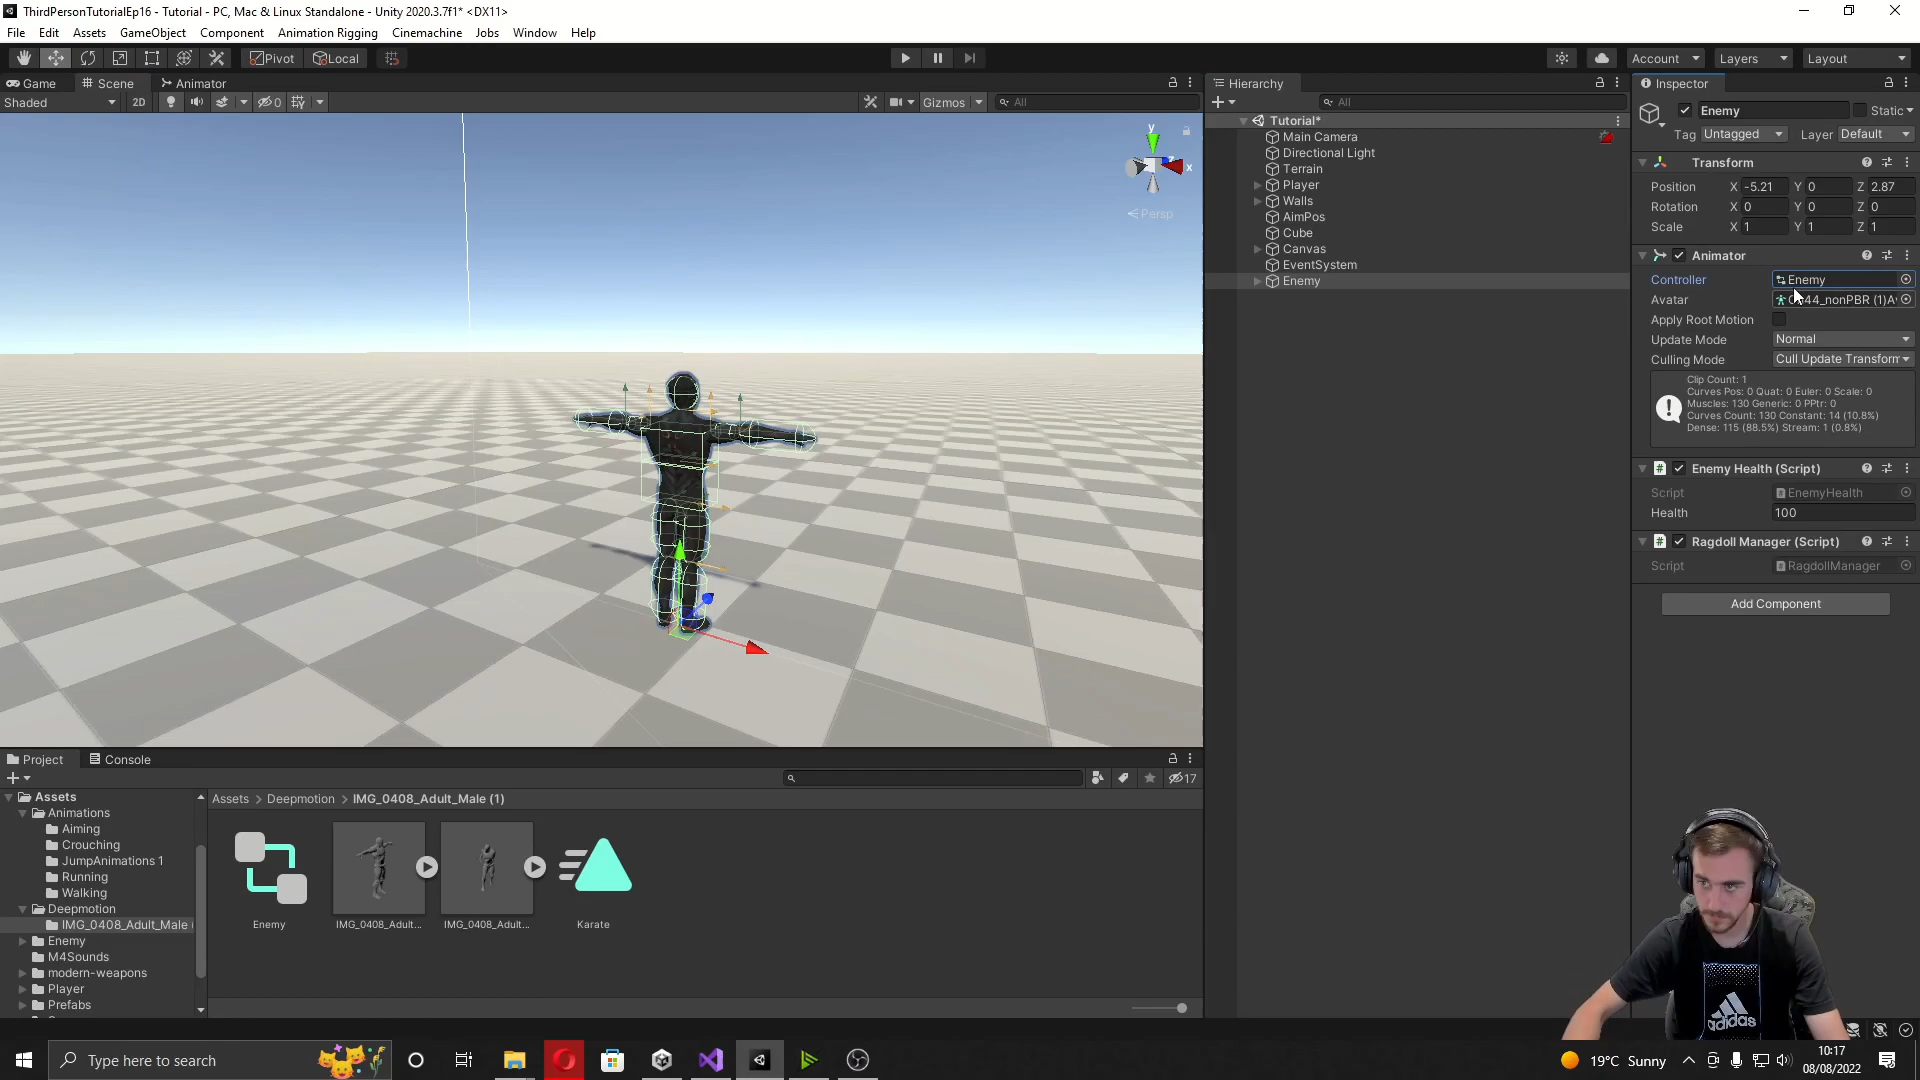 ThirdPersonTutorialEp16 - Tutorial - PC, Mac & Linux Standalone - Unity 2020.3.7f1* <DX11>
File Edit Assets GameObject Component Animation Rigging Cinemachine Jobs Window Help
Pivot Local Account Layers Layout
Game Scene Animator
Shaded 2D 0 Gizmos All
y
x
Persp
Hierarchy
All
Tutorial*
Main Camera
Directional Light
Terrain
Player
Walls
AimPos
Cube
Canvas
EventSystem
Enemy
Inspector
Enemy Static
Tag Untagged Layer Default
Transform
Position X -5.21 Y 0 Z 2.87
Rotation X 0 Y 0 Z 0
Scale X 1 Y 1 Z 1
Animator
Controller Enemy
Avatar 44_nonPBR (1)A
Apply Root Motion
Update Mode Normal
Culling Mode Cull Update Transform
Clip Count: 1
Curves Pos: 0 Quat: 0 Euler: 0 Scale: 0
Muscles: 130 Generic: 0 PPtr: 0
Curves Count: 130 Constant: 14 (10.8%)
Dense: 115 (88.5%) Stream: 1 (0.8%)
Enemy Health (Script)
Script EnemyHealth
Health 100
Ragdoll Manager (Script)
Script RagdollManager
Add Component
Project Console
17
Assets
Animations
Aiming
Crouching
JumpAnimations 1
Running
Walking
Deepmotion
IMG_0408_Adult_Male
Enemy
M4Sounds
modern-weapons
Player
Prefabs
Assets > Deepmotion > IMG_0408_Adult_Male (1)
Enemy IMG_0408_Adult... IMG_0408_Adult... Karate
adidas
Type here to search
19°C Sunny
10:17
08/08/2022